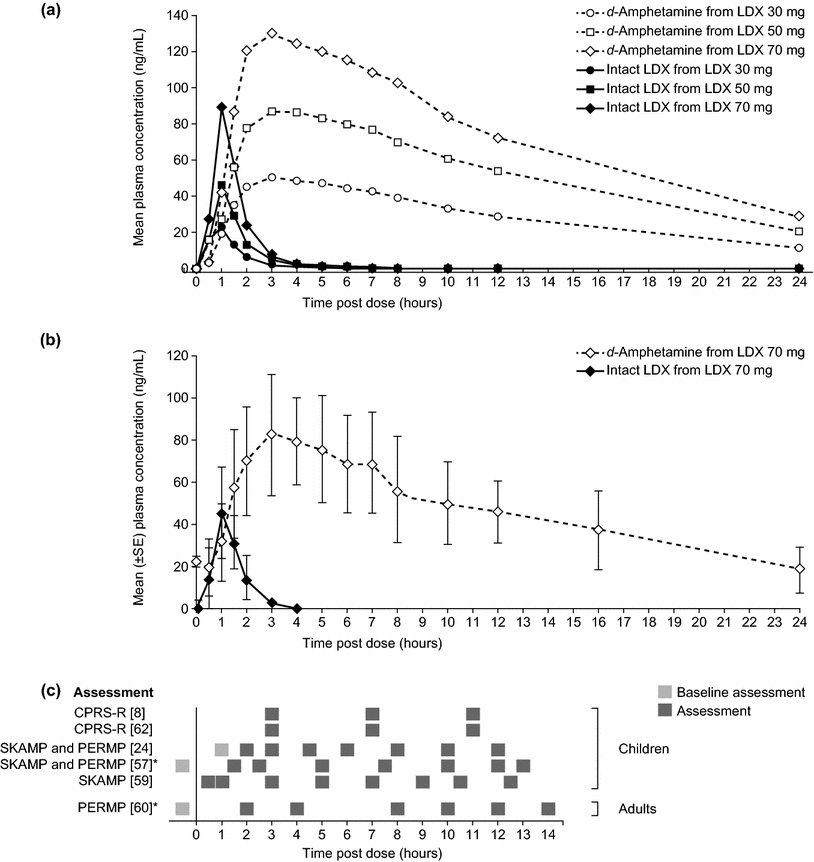 (a)
Mean plasma concentration (ng/mL)
140
120
100
80
60
40
20
0
0 1 2 3 4 5 6 7 8 9 10 11 12 13 14 15 16 17 18 19 20 21 22 23 24
Time post dose (hours)
d-Amphetamine from LDX 30 mg
d-Amphetamine from LDX 50 mg
d-Amphetamine from LDX 70 mg
Intact LDX from LDX 30 mg
Intact LDX from LDX 50 mg
Intact LDX from LDX 70 mg
(b)
Mean (±SE) plasma concentration (ng/mL)
120
100
80
60
40
20
0
0 1 2 3 4 5 6 7 8 9 10 11 12 13 14 15 16 17 18 19 20 21 22 23 24
Time post dose (hours)
d-Amphetamine from LDX 70 mg
Intact LDX from LDX 70 mg
(c) Assessment
CPRS-R [8]
CPRS-R [62]
SKAMP and PERMP [24]
SKAMP and PERMP [57]*
SKAMP [59]
PERMP [60]*
0 1 2 3 4 5 6 7 8 9 10 11 12 13 14
Time post dose (hours)
Baseline assessment
Assessment
Children
Adults